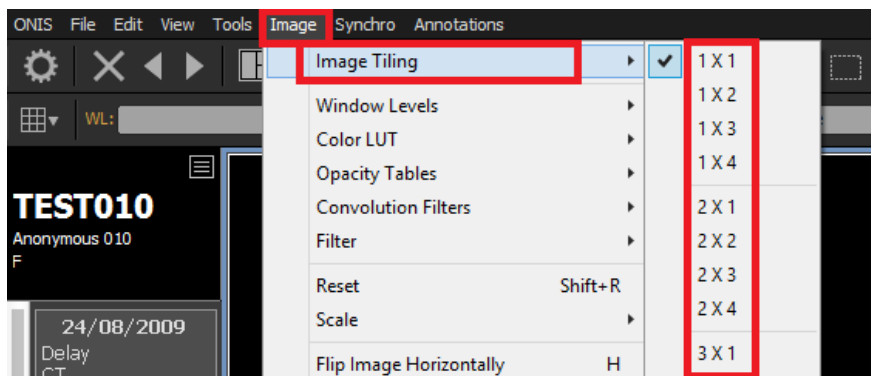 ONIS File Edit View Tools Image Synchro Annotations
Image Tiling
1 X 1
WL:
Window Levels
1 X 2
Color LUT
1 X 3
Opacity Tables
1 X 4
TEST010
Convolution Filters
2 X 1
Anonymous 010
Filter
2 X 2
F
Reset Shift+R
2 X 3
Scale
2 X 4
24/08/2009
Delay
CT
Flip Image Horizontally H
3 X 1